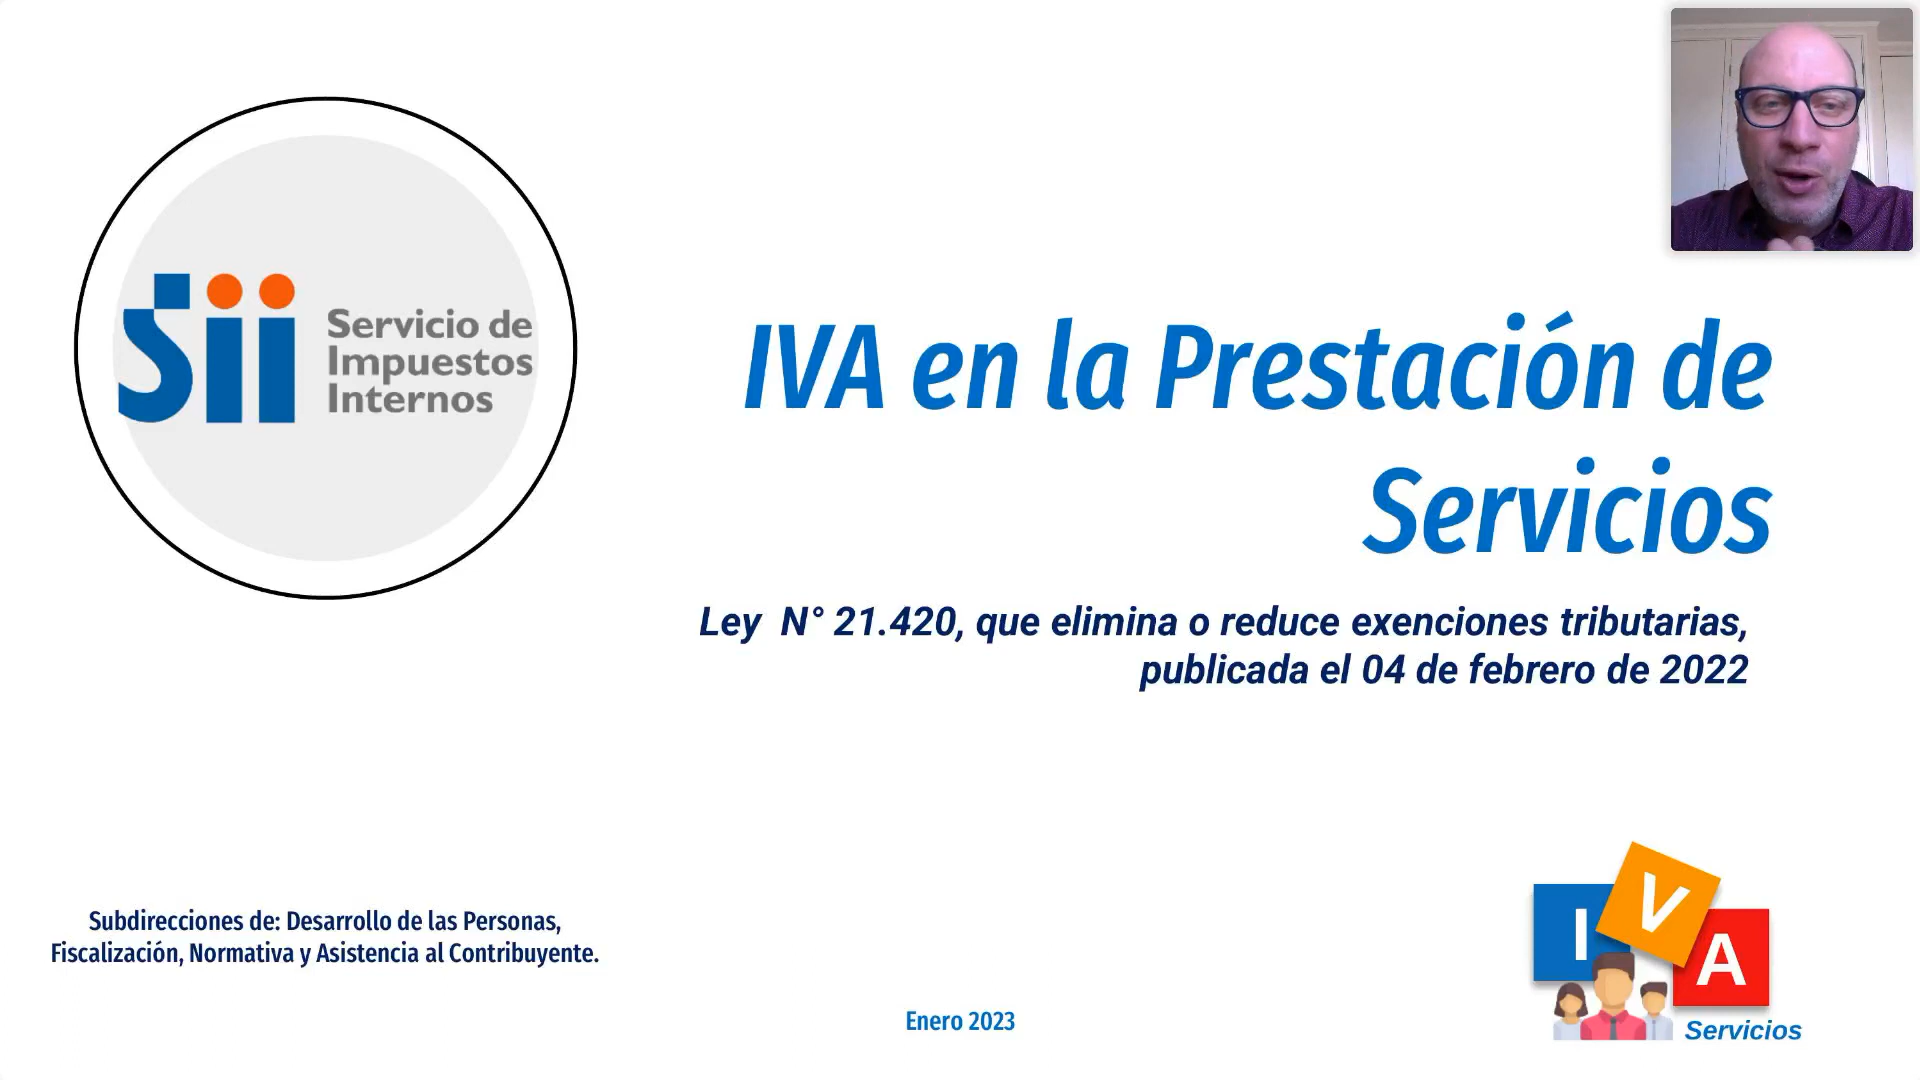 Sii
Servicio de
Impuestos
Internos
IVA en la Prestación de
Servicios
Ley N° 21.420, que elimina o reduce exenciones tributarias,
publicada el 04 de febrero de 2022
Subdirecciones de: Desarrollo de las Personas,
Fiscalización, Normativa y Asistencia al Contribuyente.
Enero 2023
I V A
Servicios